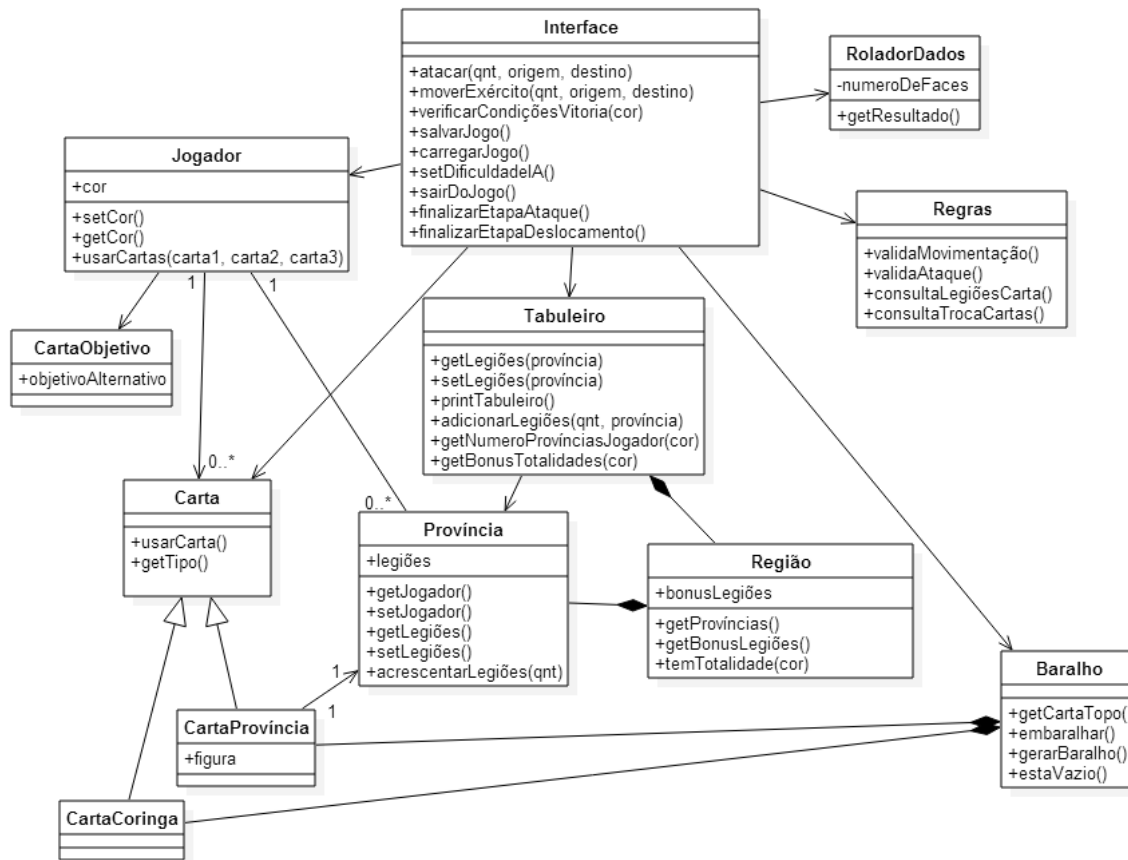 Interface
+atacar(qnt, origem, destino)
+moverExército(qnt, origem, destino)
+verificarCondiçõesVitoria(cor)
+salvarJogo()
+carregarJogo()
+setDificuldadeIA()
+sairDoJogo()
+finalizarEtapaAtaque()
+finalizarEtapaDeslocamento()
RoladorDados
-numeroDeFaces
+getResultado()
Jogador
+cor
+setCor()
+getCor()
+usarCartas(carta1, carta2, carta3)
1
1
Regras
+validaMovimentação()
+validaAtaque()
+consultaLegiõesCarta()
+consultaTrocaCartas()
CartaObjetivo
+objetivoAlternativo
Tabuleiro
+getLegiões(província)
+setLegiões(província)
+printTabuleiro()
+adicionarLegiões(qnt, província)
+getNumeroProvínciasJogador(cor)
+getBonusTotalidades(cor)
0..*
Carta
+usarCarta()
+getTipo()
0..*
Província
+legiões
+getJogador()
+setJogador()
+getLegiões()
+setLegiões()
+acrescentarLegiões(qnt)
Região
+bonusLegiões
+getProvíncias()
+getBonusLegiões()
+temTotalidade(cor)
Baralho
+getCartaTopo()
+embaralhar()
+gerarBaralho()
+estaVazio()
1
1
CartaProvíncia
+figura
CartaCoringa